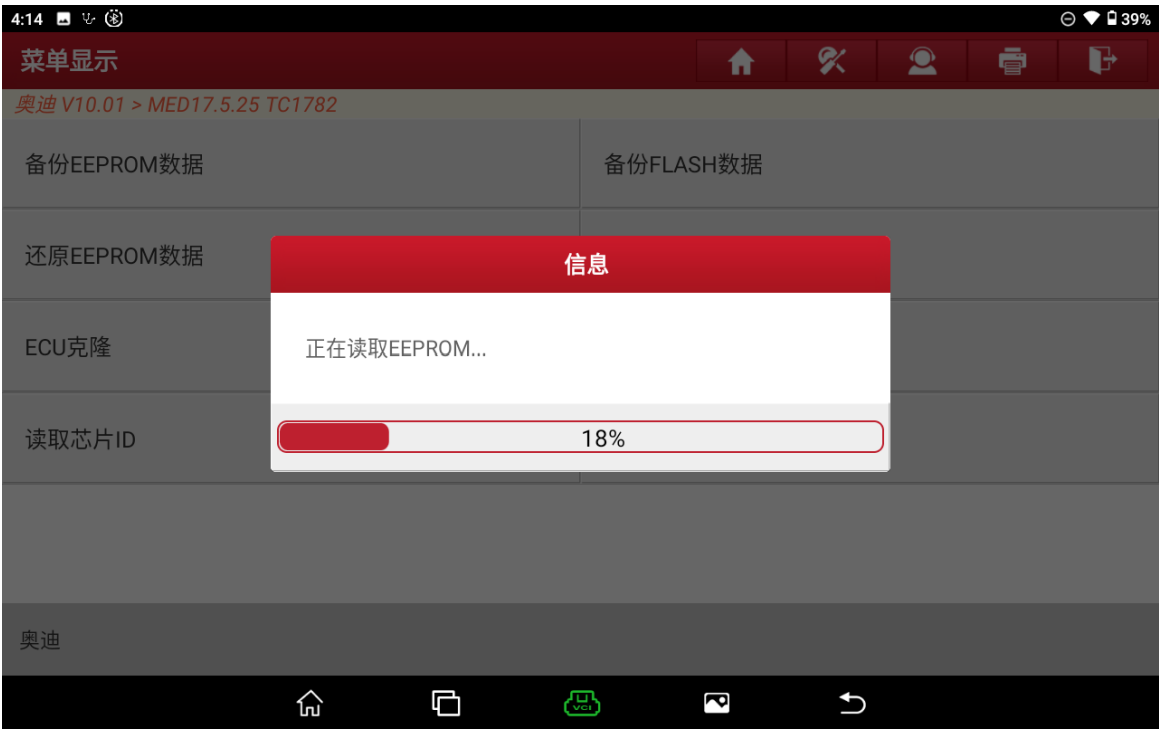 4:14
39%
菜单显示
奥迪 V10.01 > MED17.5.25 TC1782
备份EEPROM数据
备份FLASH数据
还原EEPROM数据
信息
ECU克隆
正在读取EEPROM...
读取芯片ID
18%
奥迪
VCI